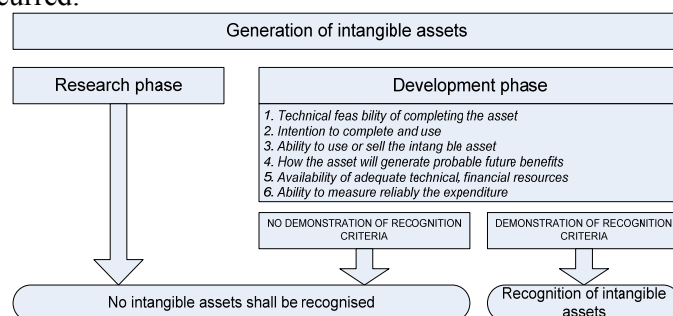 curred.
Generation of intangible assets
Research phase
Development phase
1. Technical feas bility of completing the asset
2. Intention to complete and use
3. Ability to use or sell the intang ble asset
4. How the asset will generate probable future benefits
5. Availability of adequate technical, financial resources
6. Ability to measure reliably the expenditure
NO DEMONSTRATION OF RECOGNITION
CRITERIA
DEMONSTRATION OF RECOGNITION
CRITERIA
No intangible assets shall be recognised
Recognition of intangible
assets